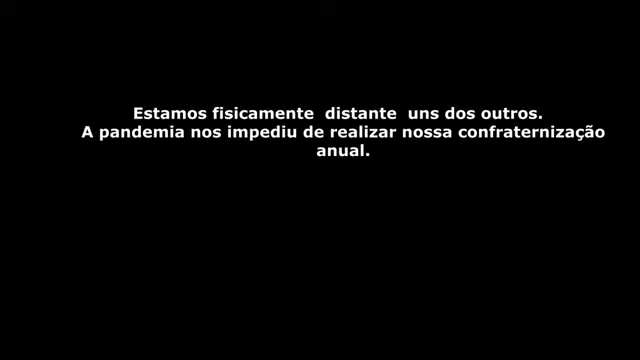 Estamos fisicamente  distante  uns dos outros.
A pandemia nos impediu de realizar nossa confraternização
anual.